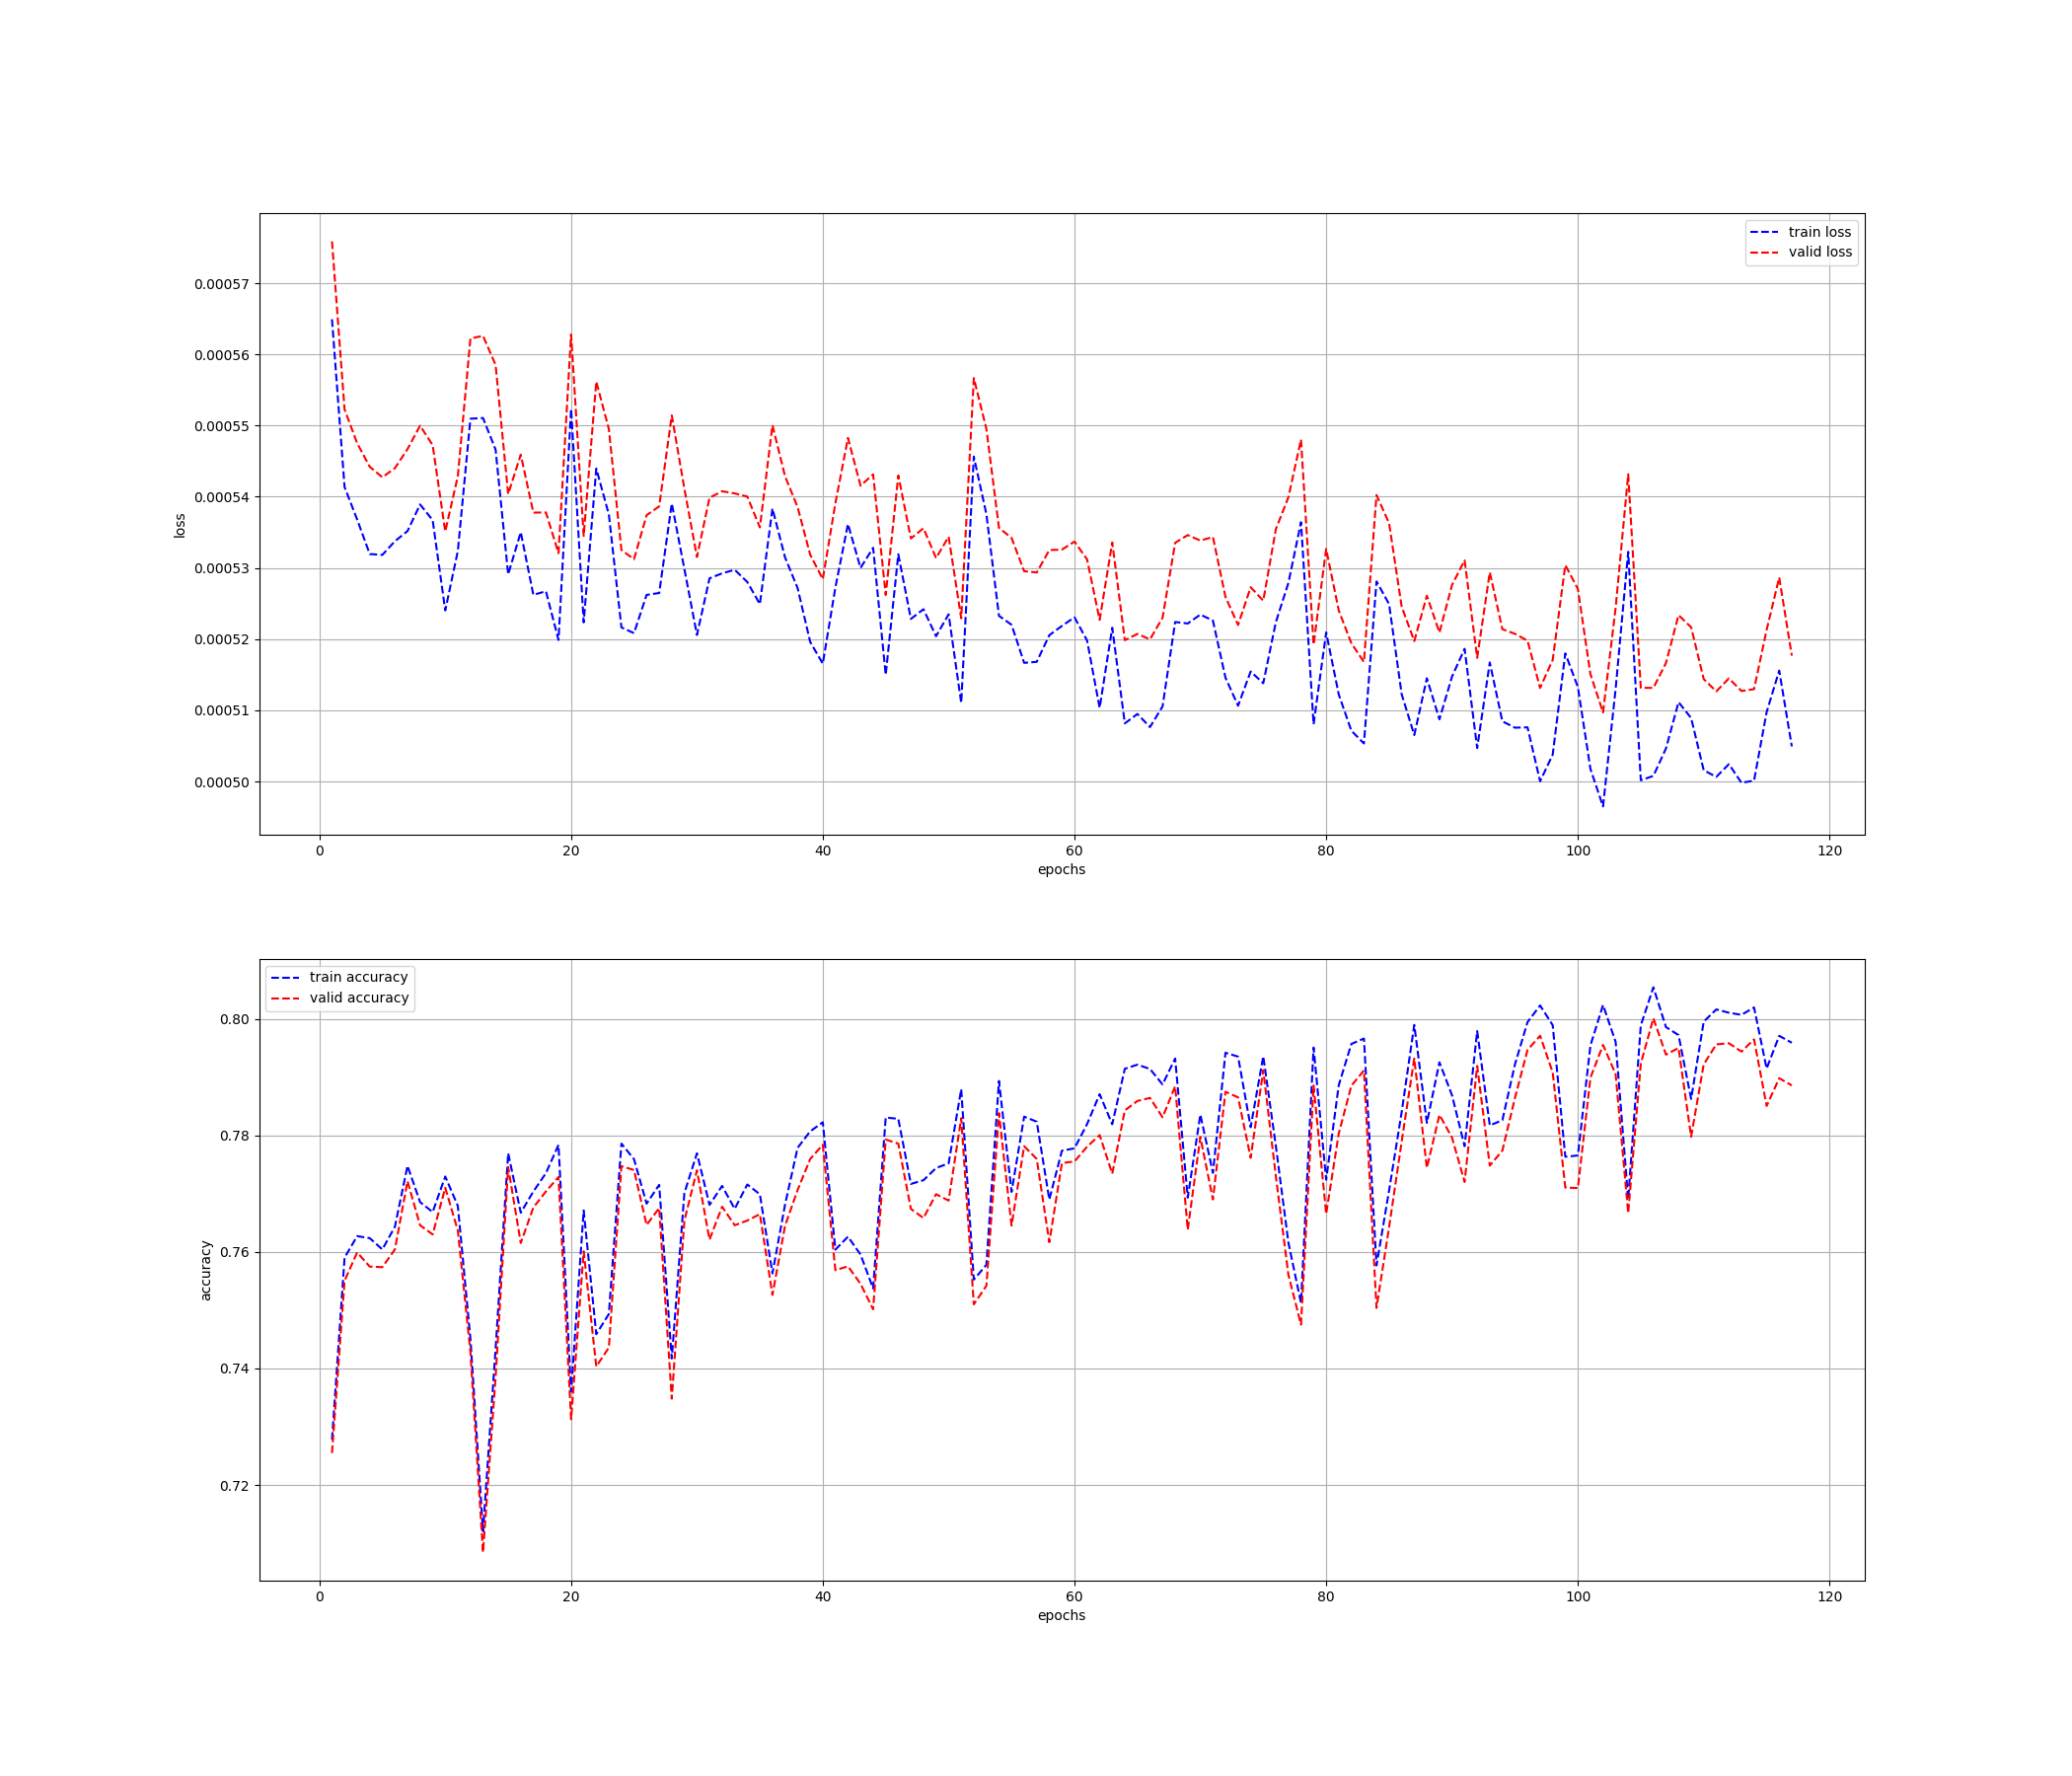 train loss
valid loss
0.00057
0.00056
0.00055
0.00054
0.00053
0.00052
0.00051
0.00050
loss
0 20 40 60 80 100 120
epochs
train accuracy
valid accuracy
0.80
0.78
0.76
0.74
0.72
accuracy
0 20 40 60 80 100 120
epochs